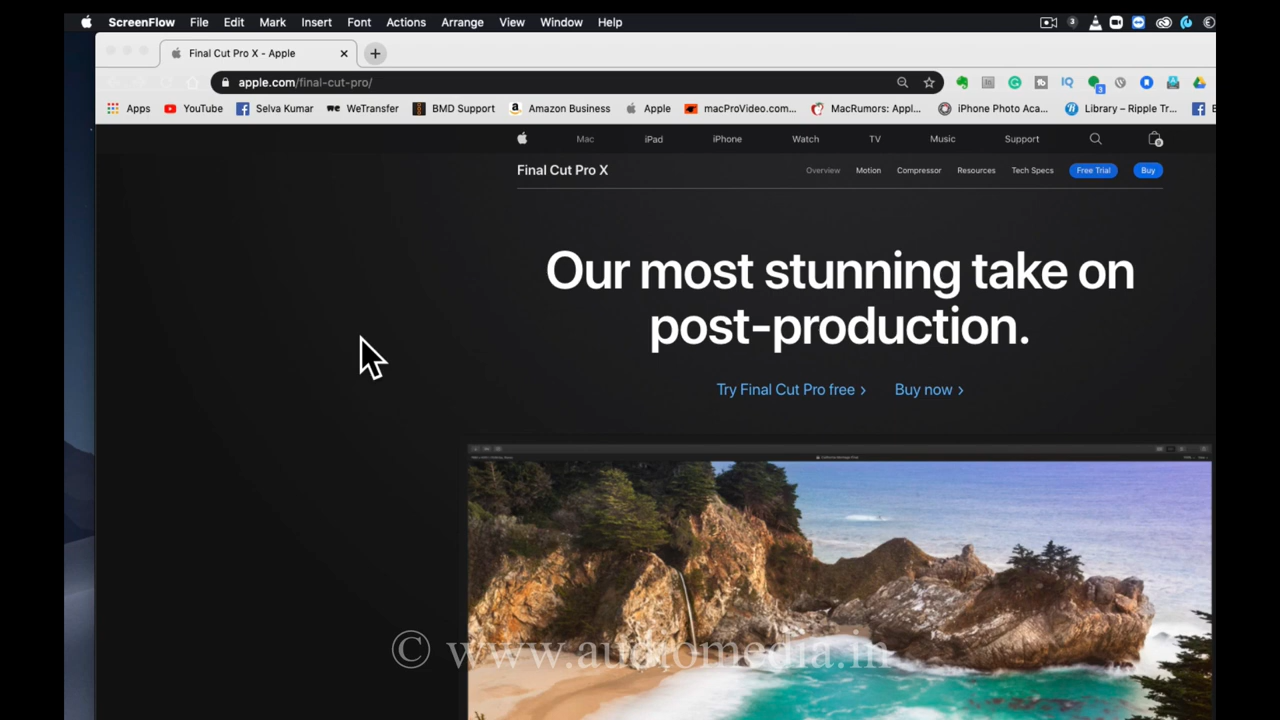 ScreenFlow File Edit Mark Insert Font Actions Arrange View Window Help 3
Final Cut Pro X - Apple
apple.com/final-cut-pro/
IQ 3
Apps YouTube Selva Kumar WeTransfer BMD Support Amazon Business Apple macProVideo.com... MacRumors: Appl... iPhone Photo Aca... Library – Ripple Tr...
Mac iPad iPhone Watch TV Music Support 0
Final Cut Pro X Overview Motion Compressor Resources Tech Specs Free Trial Buy
Our most stunning take on
post-production.
Try Final Cut Pro free > Buy now >
© www.audiomedia.in